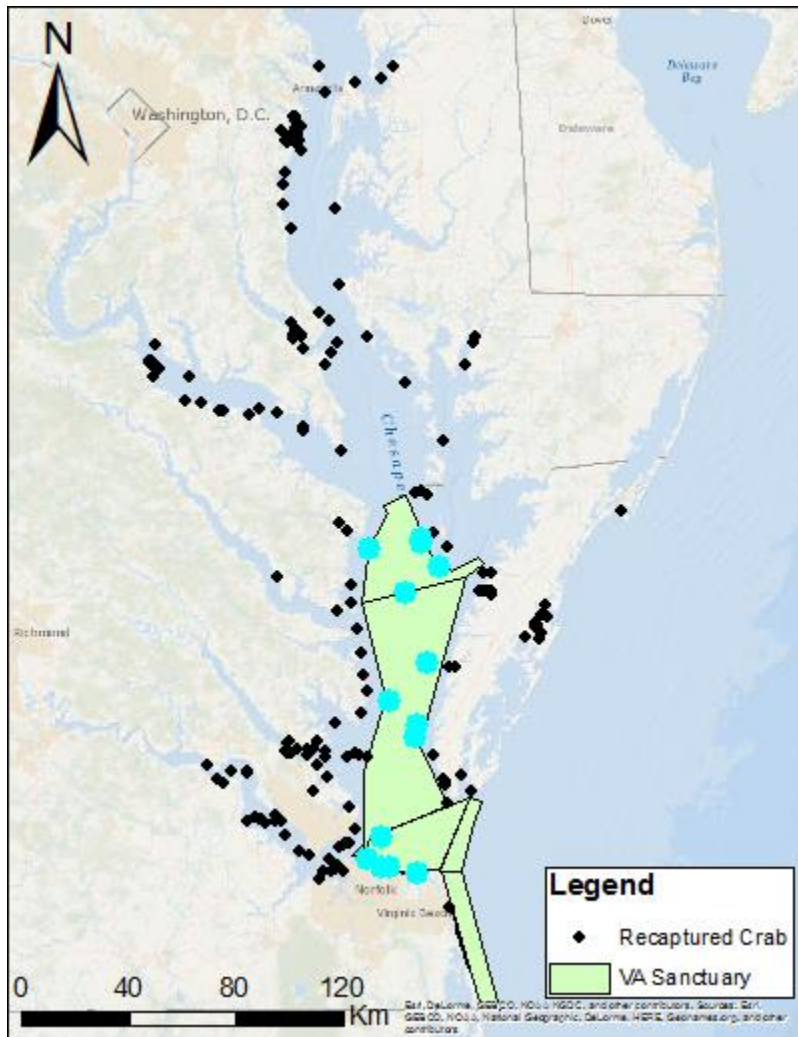 N
Dover
Delaware
Bay
Annapolis
Washington, D.C.
Delaware
Chesape
Richmond
Norfolk
Virginia Beach
Legend
Recaptured Crab
VA Sanctuary
0 40 80 120
Km
Esri, DeLorme, GEBCO, NOAA NGDC, and other contributors, Sources: Esri,
GEBCO, NOAA, National Geographic, DeLorme, HERE, Geonames.org, and other
contributors